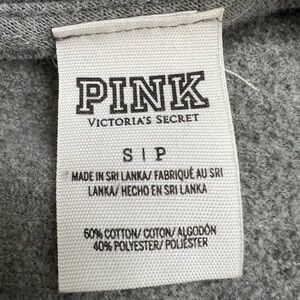 PINK
VICTORIA'S SECRET
S | P
MADE IN SRI LANKA/ FABRIQUÉ AU SRI
LANKA/ HECHO EN SRI LANKA
60% COTTON/ COTON/ ALGODÓN
40% POLYESTER/ POLIÉSTER